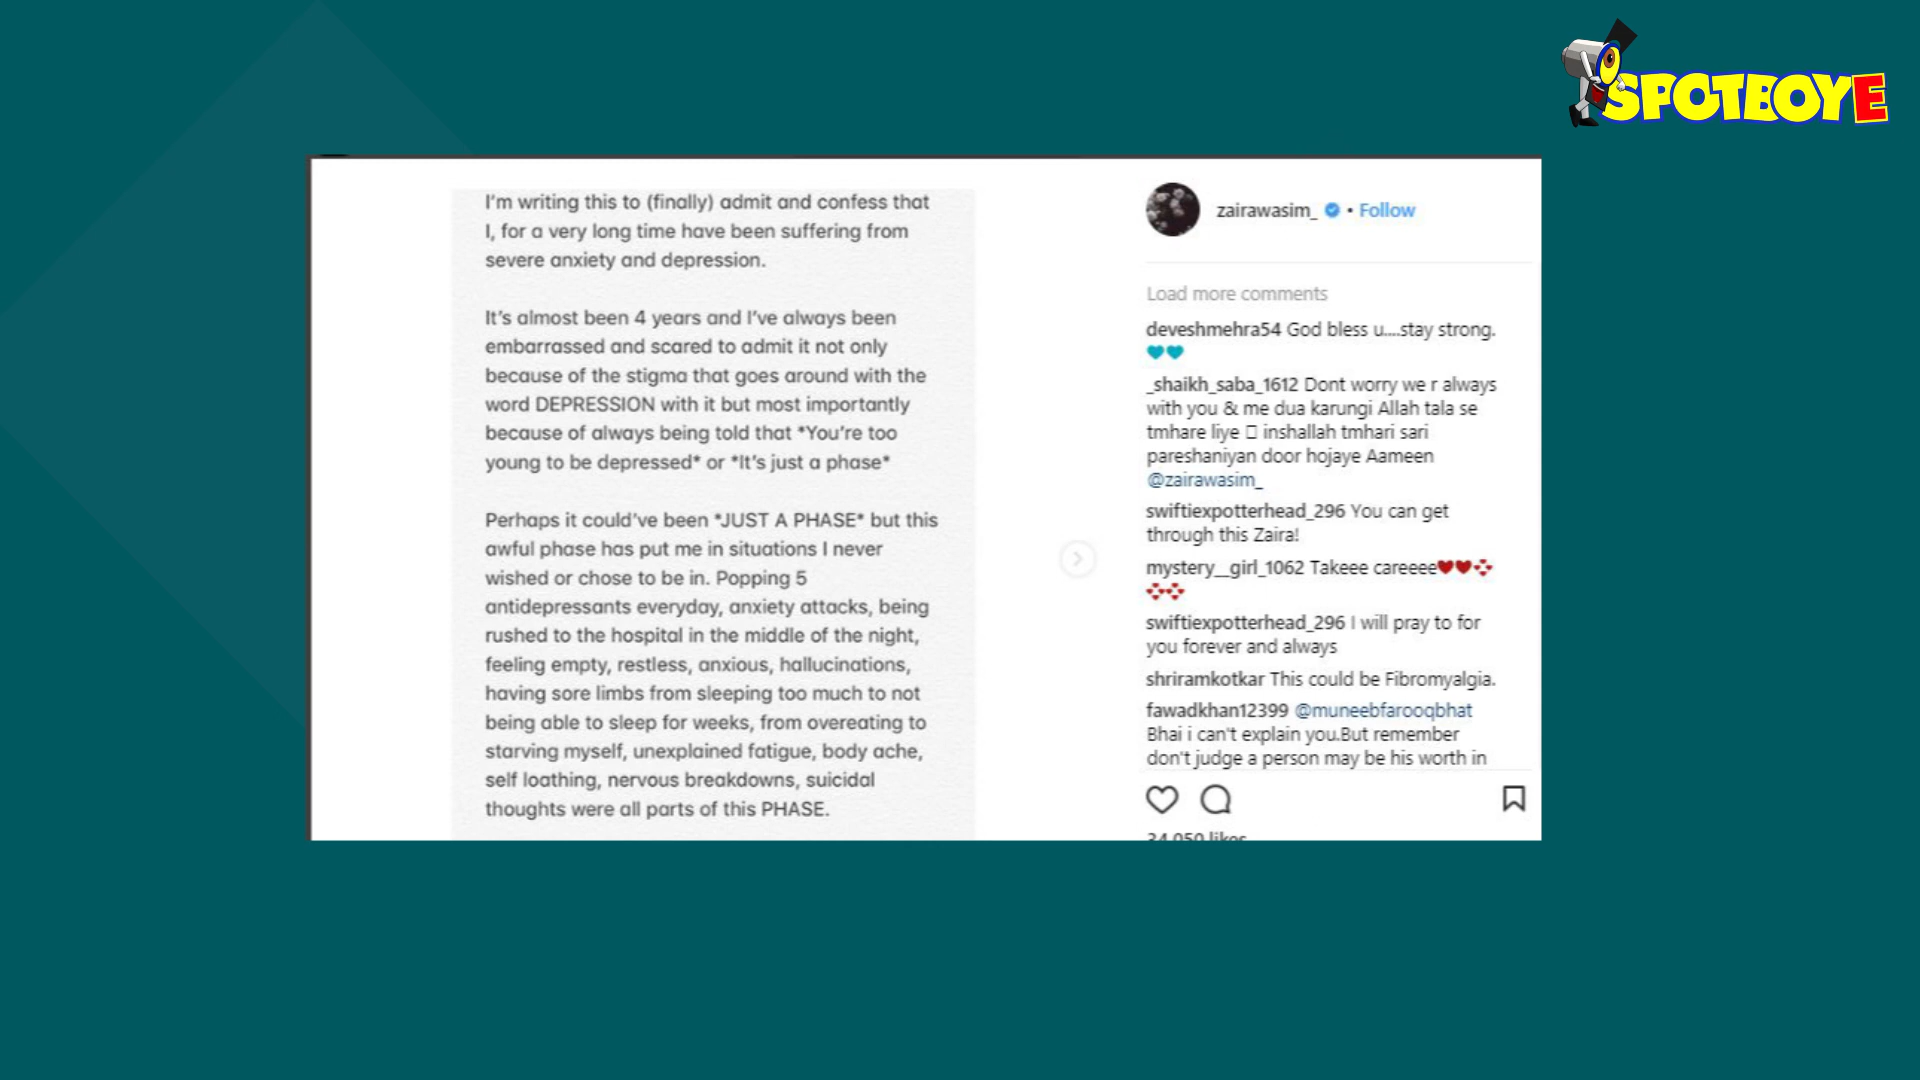 SPOTBOYE
I'm writing this to (finally) admit and confess that
I, for a very long time have been suffering from
severe anxiety and depression.
It's almost been 4 years and I've always been
embarrassed and scared to admit it not only
because of the stigma that goes around with the
word DEPRESSION with it but most importantly
because of always being told that *You're too
young to be depressed* or *It's just a phase*
Perhaps it could've been *JUST A PHASE* but this
awful phase has put me in situations I never
wished or chose to be in. Popping 5
antidepressants everyday, anxiety attacks, being
rushed to the hospital in the middle of the night,
feeling empty, restless, anxious, hallucinations,
having sore limbs from sleeping too much to not
being able to sleep for weeks, from overeating to
starving myself, unexplained fatigue, body ache,
self loathing, nervous breakdowns, suicidal
thoughts were all parts of this PHASE.
zairawasim_ • Follow
Load more comments
deveshmehra54 God bless u....stay strong.
_shaikh_saba_1612 Dont worry we r always
with you & me dua karungi Allah tala se
tmhare liye inshallah tmhari sari
pareshaniyan door hojaye Aameen
@zairawasim_
swiftiexpotterhead_296 You can get
through this Zaira!
mystery__girl_1062 Takeee careeee
swiftiexpotterhead_296 I will pray to for
you forever and always
shriramkotkar This could be Fibromyalgia.
fawadkhan12399 @muneebfarooqbhat
Bhai i can't explain you.But remember
don't judge a person may be his worth in
34,050 likes